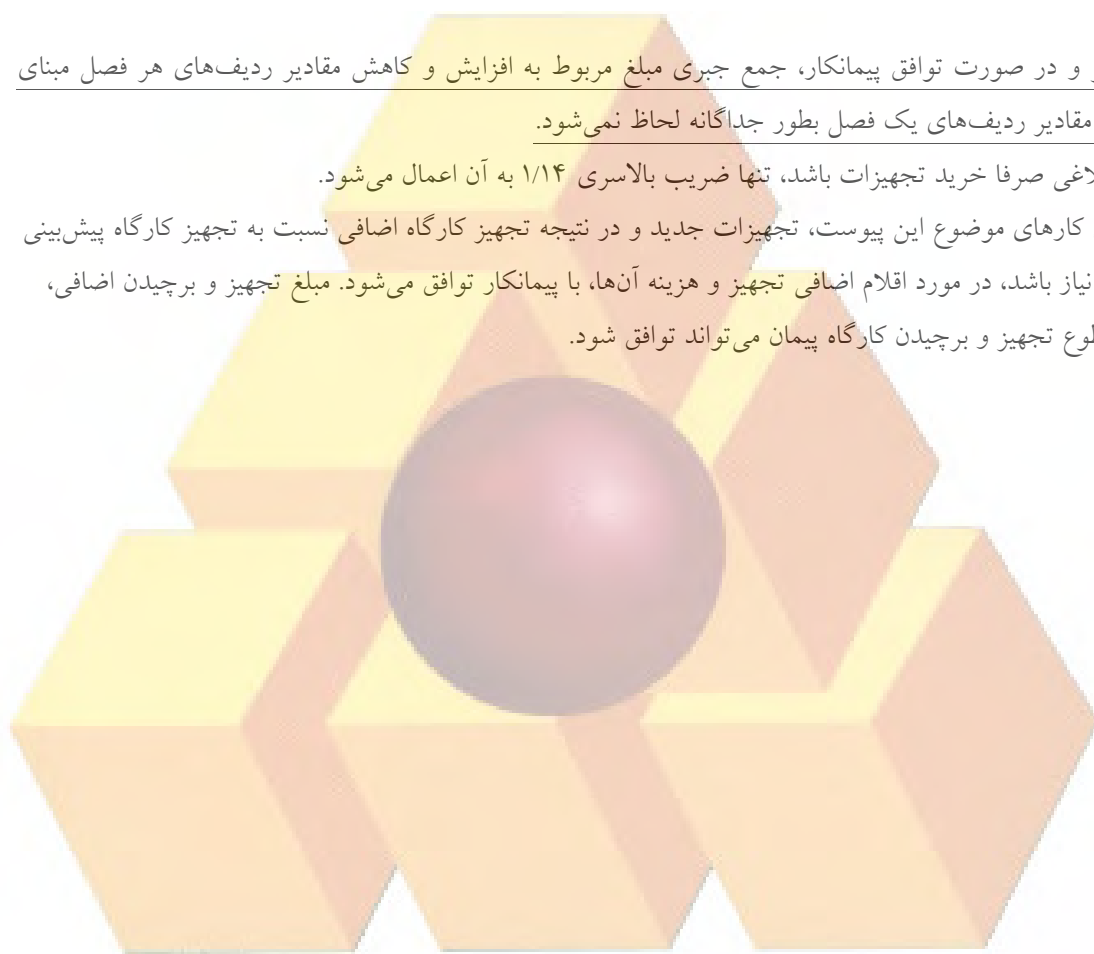 و در صورت توافق پیمانکار، جمع جبری مبلغ مربوط به افزایش و کاهش مقادیر ردیف‌های هر فصل مبنای
مقادیر ردیف‌های یک فصل بطور جداگانه لحاظ نمی‌شود.
صرفا خرید تجهیزات باشد، تنها ضریب بالاسری ۱/۱۴ به آن اعمال می‌شود.
کارهای موضوع این پیوست، تجهیزات جدید و در نتیجه تجهیز کارگاه اضافی نسبت به تجهیز کارگاه پیش‌بینی
نیاز باشد، در مورد اقلام اضافی تجهیز و هزینه آن‌ها، با پیمانکار توافق می‌شود. مبلغ تجهیز و برچیدن اضافی،
تجهیز و برچیدن کارگاه پیمان می‌تواند توافق شود.